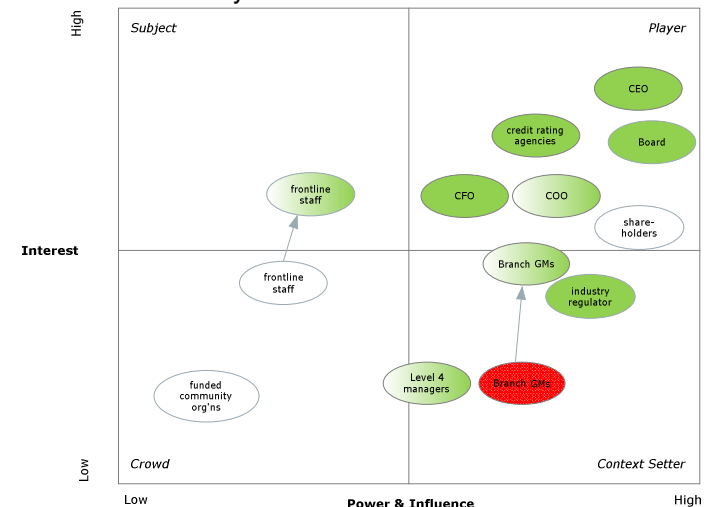 High
Subject
Player
CEO
credit rating
agencies
Board
frontline
staff
CFO
COO
share-
holders
Interest
Branch GMs
frontline
staff
industry
regulator
Level 4
managers
Branch GMs
funded
community
org'ns
Crowd
Context Setter
Low
Low
Power & Influence
High